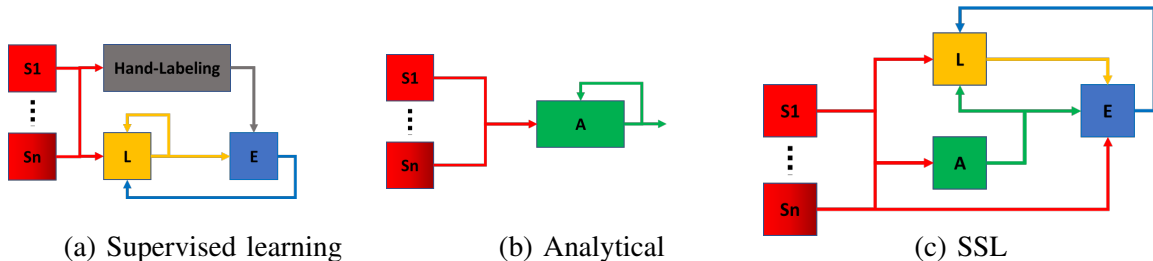 S1
Hand-Labeling
Sn
L
E
(a) Supervised learning
S1
A
Sn
(b) Analytical
L
S1
E
A
Sn
(c) SSL